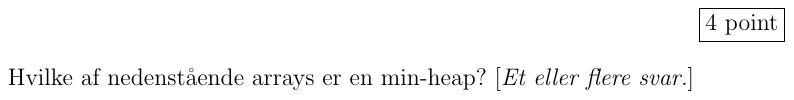 4 point
Hvilke af nedenstående arrays er en min-heap? [Et eller flere svar.]